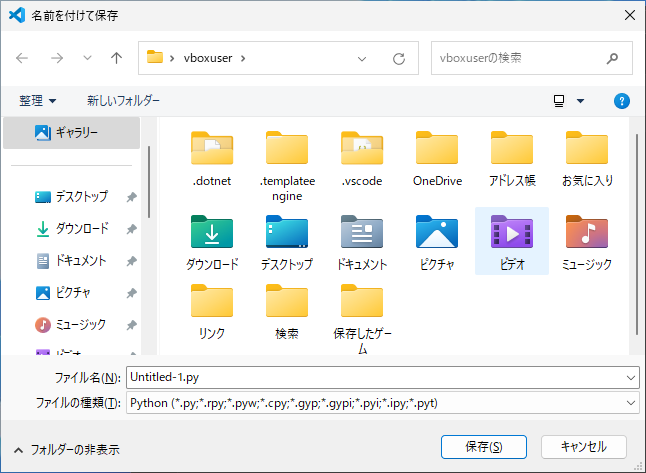 名前を付けて保存
vboxuser
vboxuserの検索
整理
新しいフォルダー
?
ギャラリー
デスクトップ
ダウンロード
ドキュメント
ピクチャ
ミュージック
ビデオ
.dotnet
.templateengine
.vscode
OneDrive
アドレス帳
お気に入り
ダウンロード
デスクトップ
ドキュメント
ピクチャ
ビデオ
ミュージック
リンク
検索
保存したゲーム
ファイル名(N):
Untitled-1.py
ファイルの種類(T):
Python (*.py;*.rpy;*.pyw;*.cpy;*.gyp;*.gypi;*.pyi;*.ipy;*.pyt)
フォルダーの非表示
保存(S)
キャンセル